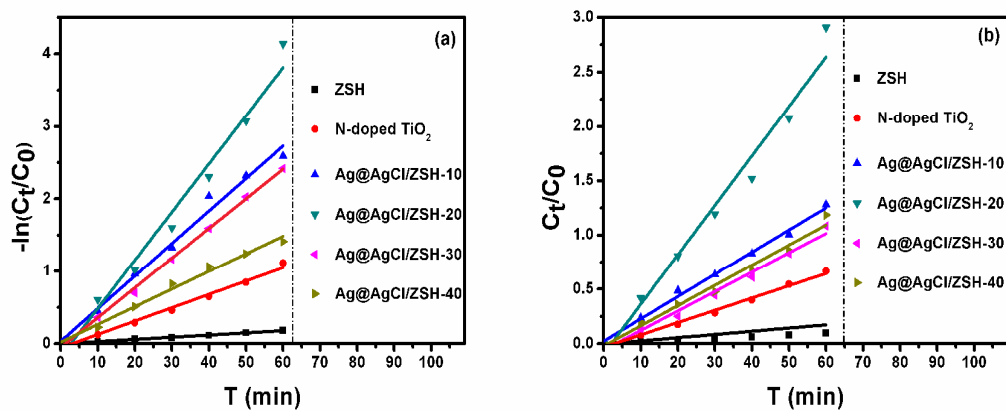 (a)
-ln(Ct/C0)
4
3
2
1
0
ZSH
N-doped TiO2
Ag@AgCl/ZSH-10
Ag@AgCl/ZSH-20
Ag@AgCl/ZSH-30
Ag@AgCl/ZSH-40
0 10 20 30 40 50 60 70 80 90 100
T (min)
(b)
Ct/C0
3.0
2.5
2.0
1.5
1.0
0.5
0.0
ZSH
N-doped TiO2
Ag@AgCl/ZSH-10
Ag@AgCl/ZSH-20
Ag@AgCl/ZSH-30
Ag@AgCl/ZSH-40
0 10 20 30 40 50 60 70 80 90 100
T (min)